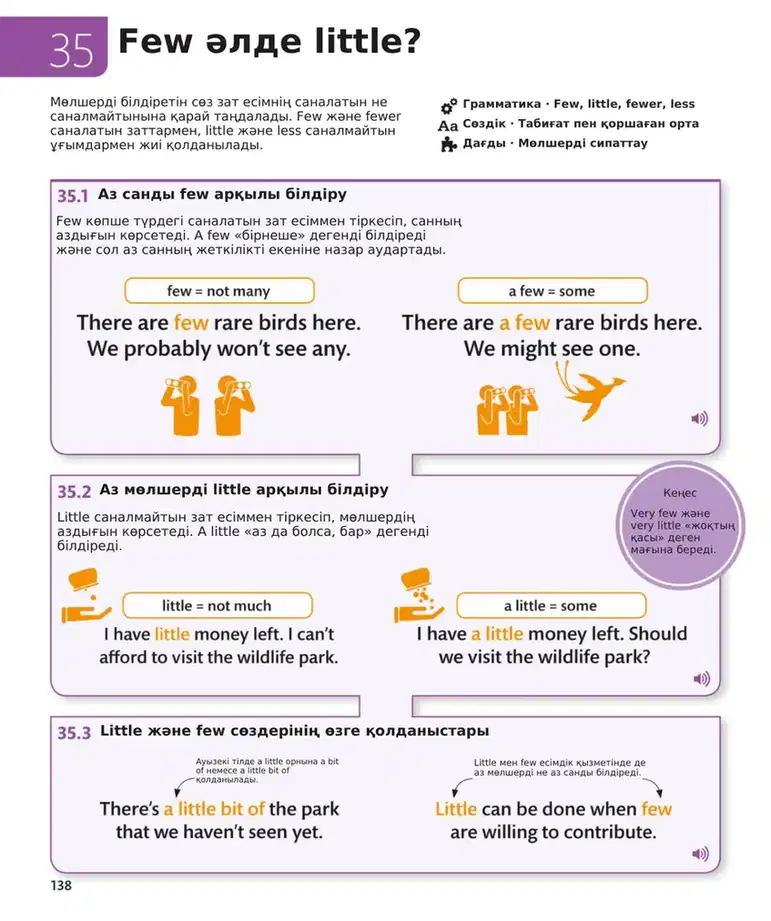 35
Few әлде little?
Мөлшерді білдіретін сөз зат есімнің саналатын не
саналмайтынына қарай таңдалады. Few және fewer
саналатын заттармен, little және less саналмайтын
ұғымдармен жиі қолданылады.
Грамматика · Few, little, fewer, less
Aa Сөздік · Табиғат пен қоршаған орта
Дағды · Мөлшерді сипаттау
35.1 Аз санды few арқылы білдіру
Few көпше түрдегі саналатын зат есіммен тіркесіп, санның
аздығын көрсетеді. A few «бірнеше» дегенді білдіреді
және сол аз санның жеткілікті екеніне назар аудартады.
few = not many
There are few rare birds here.
We probably won't see any.
a few = some
There are a few rare birds here.
We might see one.
35.2 Аз мөлшерді little арқылы білдіру
Little саналмайтын зат есіммен тіркесіп, мөлшердің
аздығын көрсетеді. A little «аз да болса, бар» дегенді
білдіреді.
Кеңес
Very few және
very little «жоқтың
қасы» деген
мағына береді.
little = not much
I have little money left. I can't
afford to visit the wildlife park.
a little = some
I have a little money left. Should
we visit the wildlife park?
35.3 Little және few сөздерінің өзге қолданыстары
Ауызекі тілде a little орнына a bit
of немесе a little bit of
қолданылады.
There's a little bit of the park
that we haven't seen yet.
Little мен few есімдік қызметінде де
аз мөлшерді не аз санды білдіреді.
Little can be done when few
are willing to contribute.
138